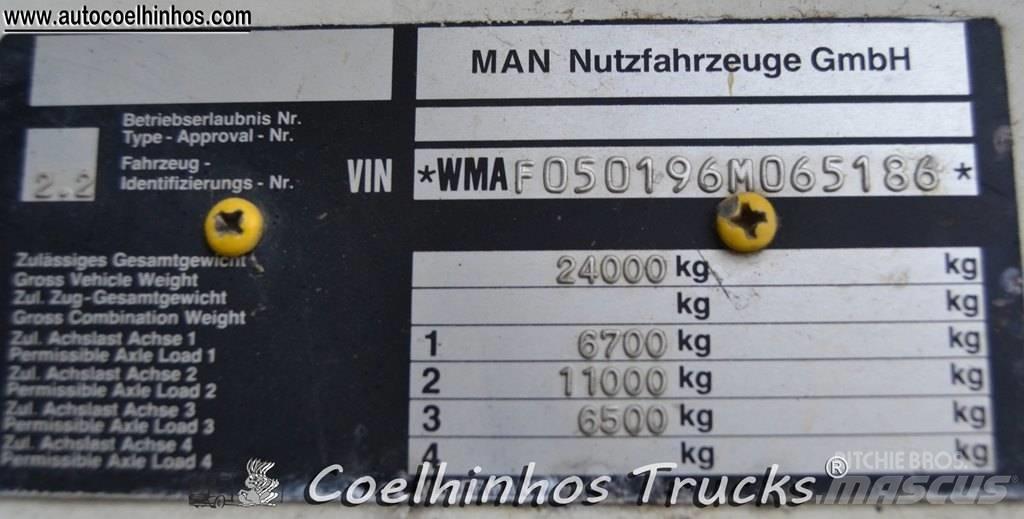 www.autocoelhinhos.com
MAN Nutzfahrzeuge GmbH
Betriebserlaubnis Nr.
Type - Approval - Nr.
2.2
Fahrzeug -
Identifizierungs - Nr.
VIN *WMAF050196M065186*
Zulässiges Gesamtgewicht 24000 kg kg
Gross Vehicle Weight
Zul. Zug-Gesamtgewicht kg kg
Gross Combination Weight
Zul. Achslast Achse 1 1 6700 kg kg
Permissible Axle Load 1
Zul. Achslast Achse 2 2 11000 kg kg
Permissible Axle Load 2
Zul. Achslast Achse 3 3 6500 kg kg
Permissible Axle Load 3
Zul. Achslast Achse 4 4 kg kg
Permissible Axle Load 4
Coelhinhos Trucks ®
RITCHIE BROS.
MASCUS